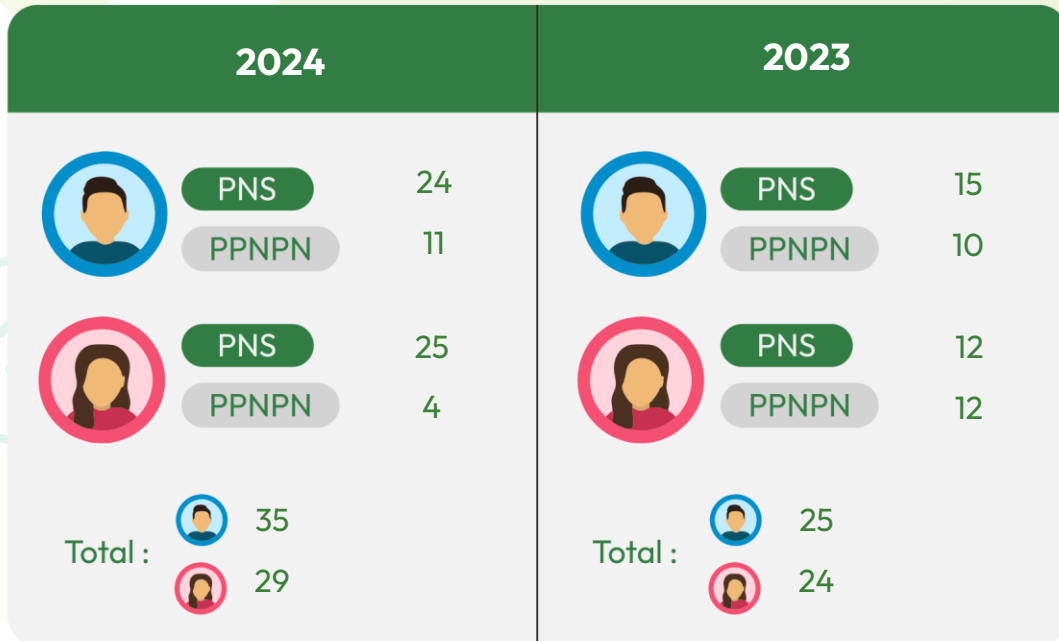 2024
PNS 24
PPNPN 11
PNS 25
PPNPN 4
Total :
35
29
2023
PNS 15
PPNPN 10
PNS 12
PPNPN 12
Total :
25
24